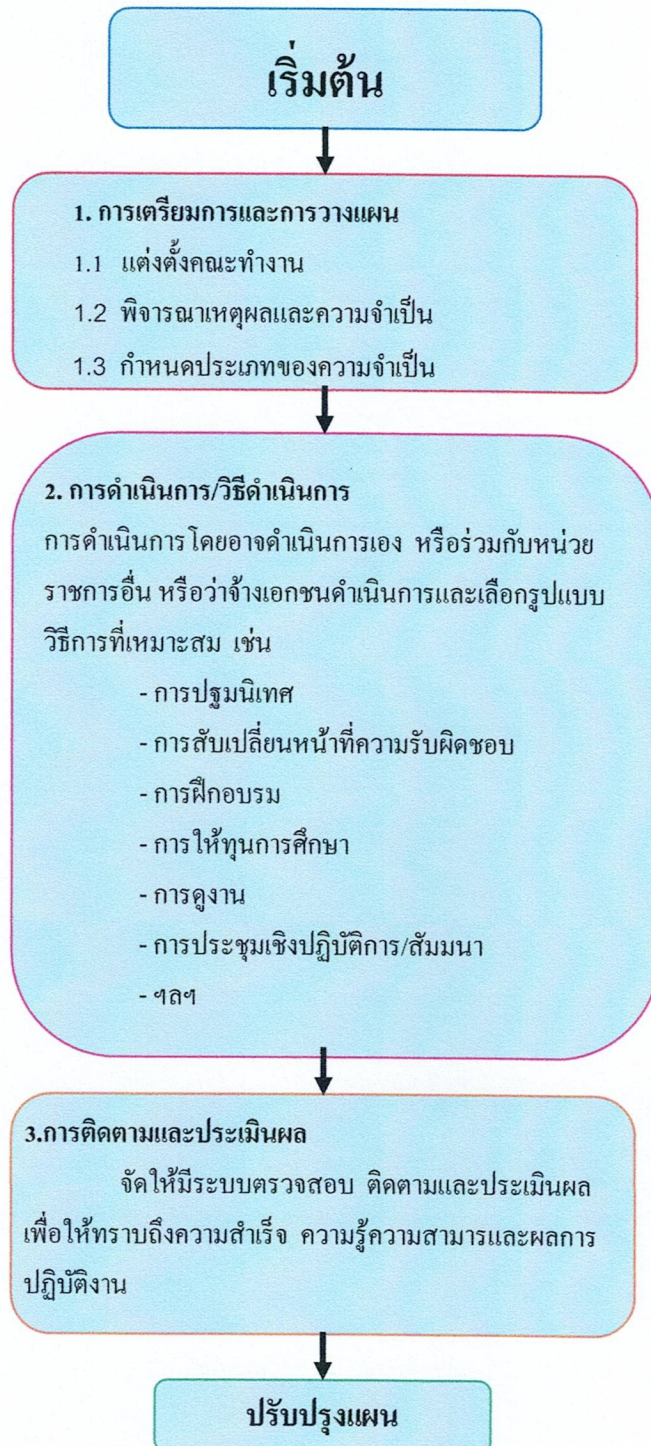 เริ่มต้น
1. การเตรียมการและการวางแผน
1.1 แต่งตั้งคณะทำงาน
1.2 พิจารณาเหตุผลและความจำเป็น
1.3 กำหนดประเภทของความจำเป็น
2. การดำเนินการ/วิธีดำเนินการ
การดำเนินการโดยอาจดำเนินการเอง หรือร่วมกับหน่วย
ราชการอื่น หรือว่าจ้างเอกชนดำเนินการและเลือกรูปแบบ
วิธีการที่เหมาะสม เช่น
- การปฐมนิเทศ
- การสับเปลี่ยนหน้าที่ความรับผิดชอบ
- การฝึกอบรม
- การให้ทุนการศึกษา
- การดูงาน
- การประชุมเชิงปฏิบัติการ/สัมมนา
- ฯลฯ
3.การติดตามและประเมินผล
จัดให้มีระบบตรวจสอบ ติดตามและประเมินผล
เพื่อให้ทราบถึงความสำเร็จ ความรู้ความสามารและผลการ
ปฏิบัติงาน
ปรับปรุงแผน